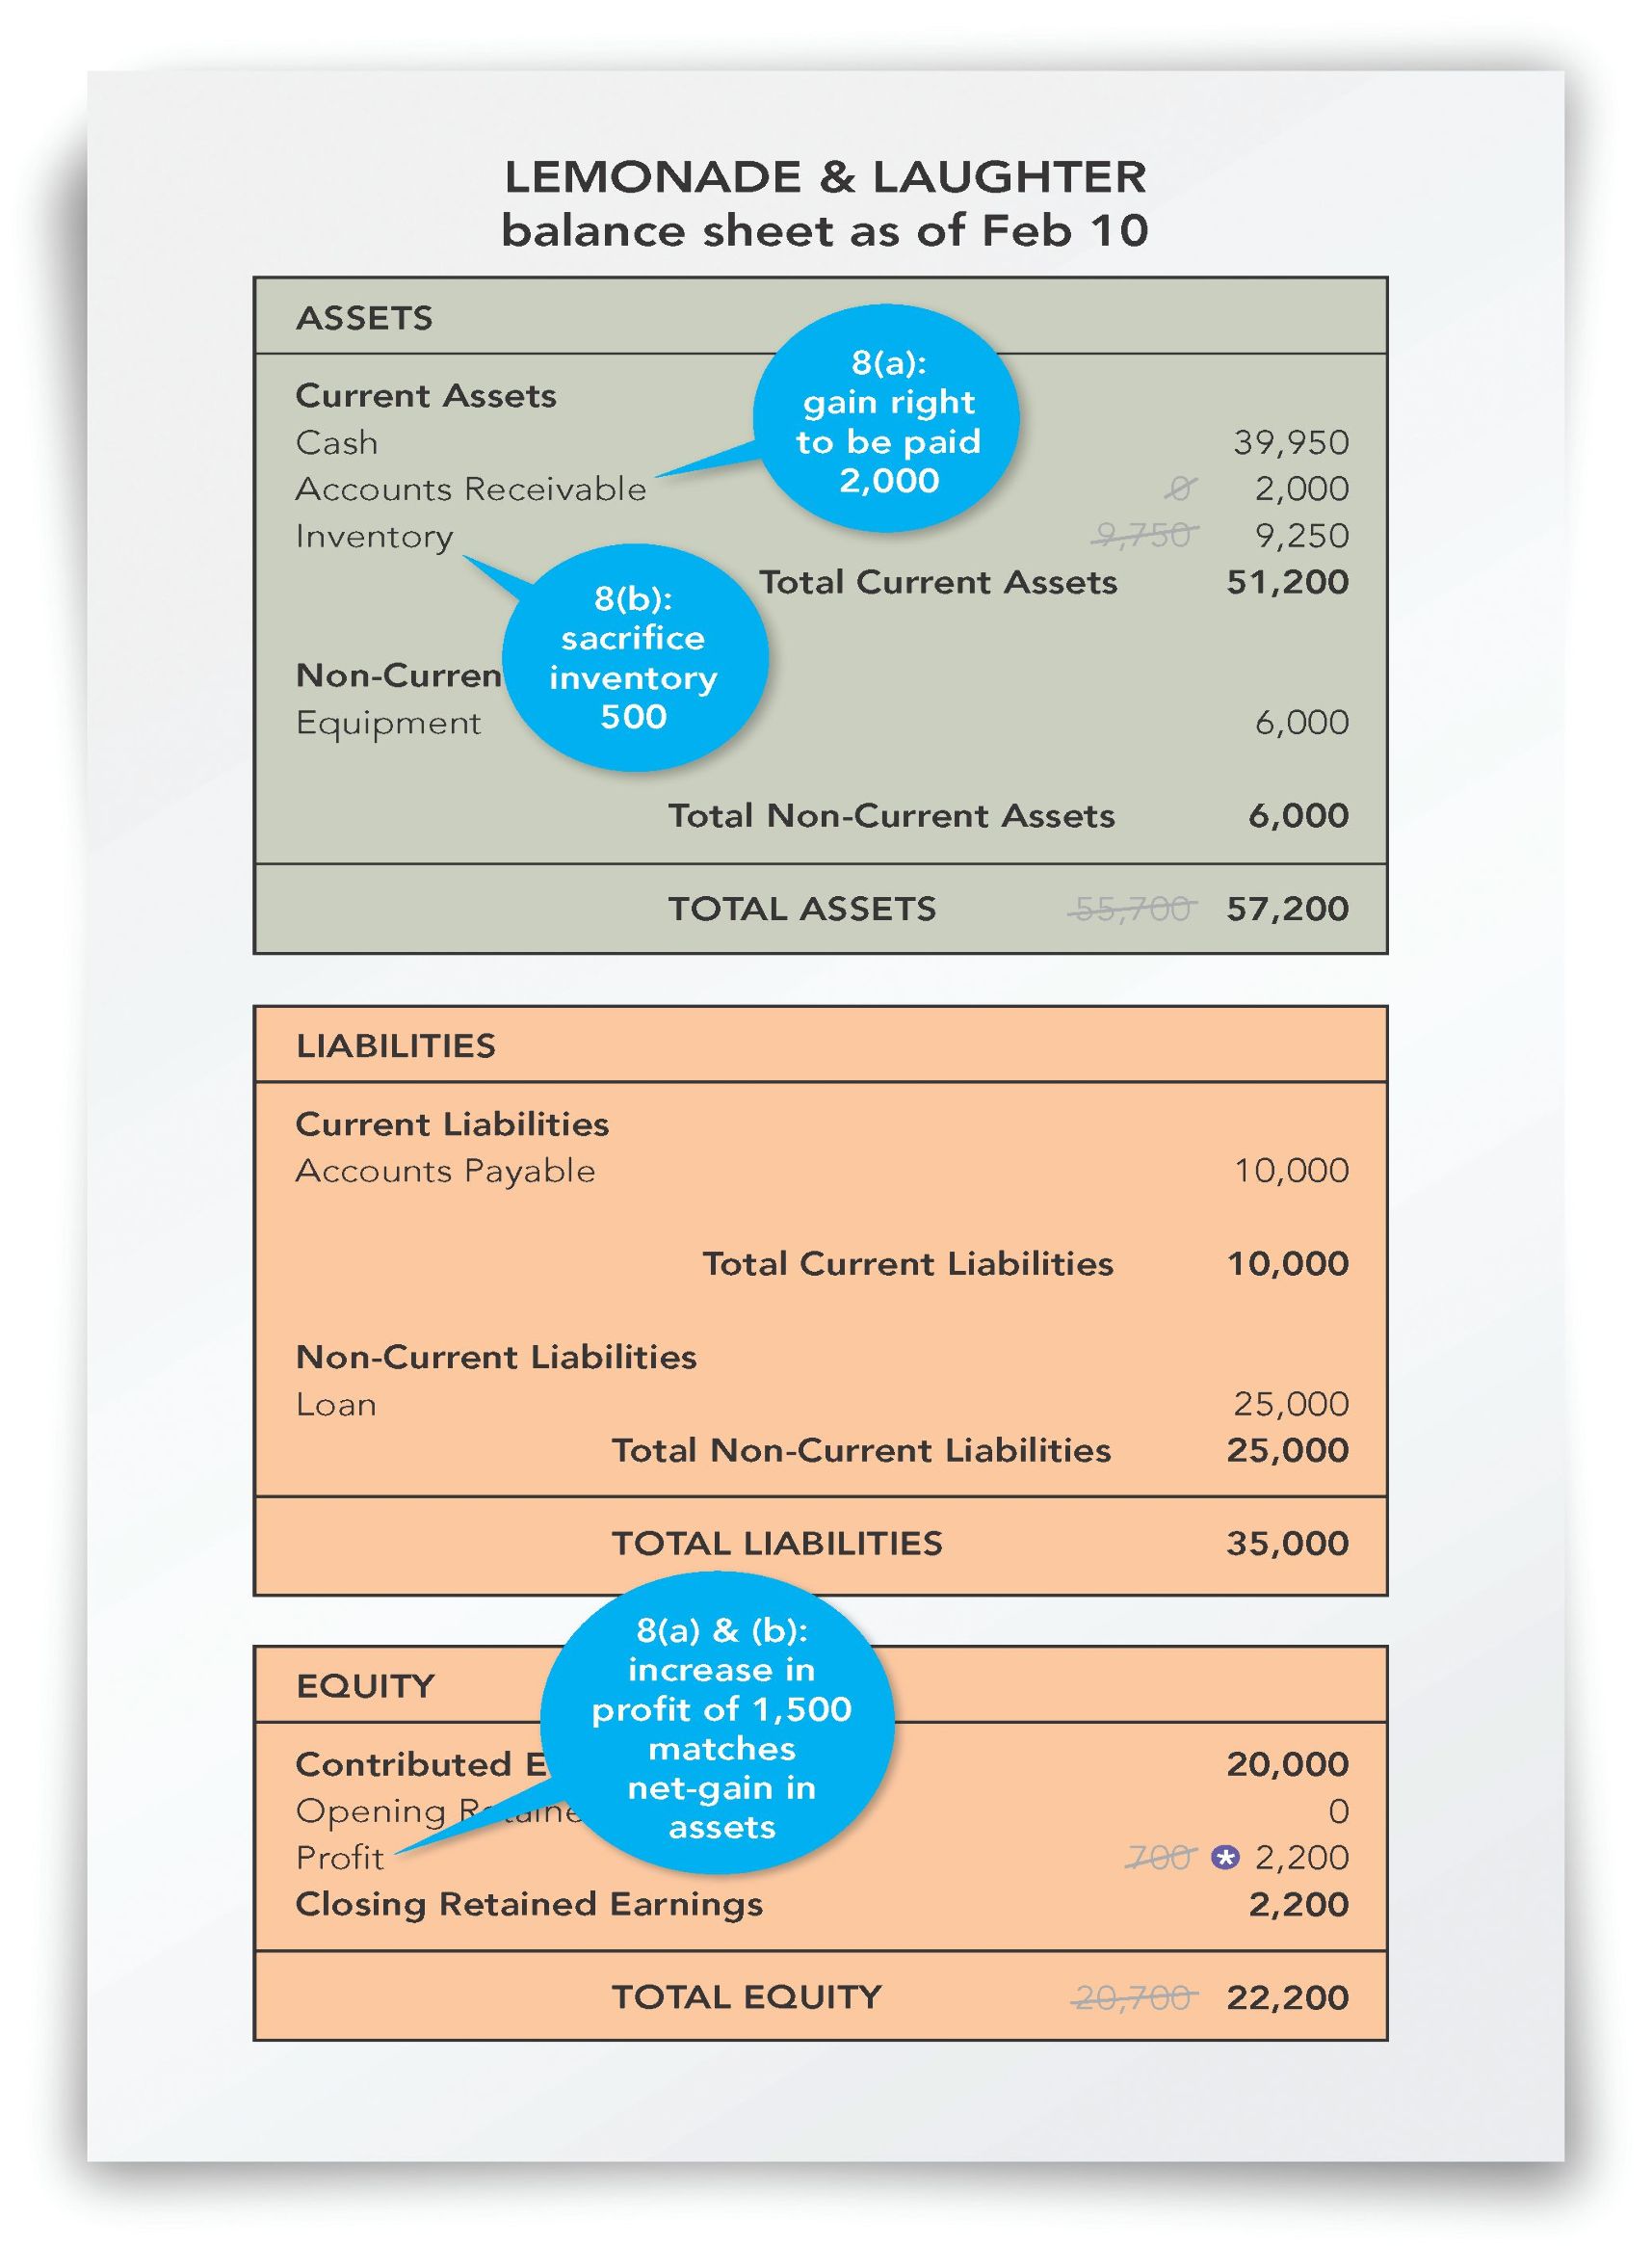 LEMONADE & LAUGHTER
balance sheet as of Feb 10
ASSETS
Current Assets
Cash 39,950
Accounts Receivable 0 2,000
Inventory 9,750 9,250
Total Current Assets 51,200
8(a):
gain right
to be paid
2,000
8(b):
sacrifice
inventory
500
Non-Curren
Equipment 6,000
Total Non-Current Assets 6,000
TOTAL ASSETS 55,700 57,200
LIABILITIES
Current Liabilities
Accounts Payable 10,000
Total Current Liabilities 10,000
Non-Current Liabilities
Loan 25,000
Total Non-Current Liabilities 25,000
TOTAL LIABILITIES 35,000
8(a) & (b):
increase in
profit of 1,500
matches
net-gain in
assets
EQUITY
Contributed E 20,000
Opening 0
Profit 700 * 2,200
Closing Retained Earnings 2,200
TOTAL EQUITY 20,700 22,200